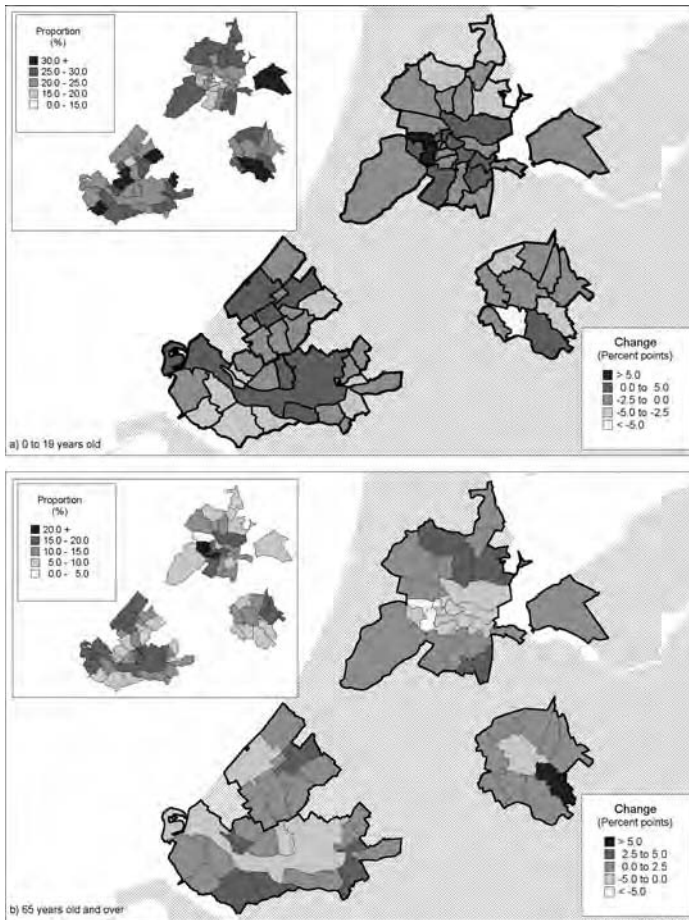 Proportion
(%)
30.0 +
25.0 - 30.0
20.0 - 25.0
15.0 - 20.0
0.0 - 15.0
Change
(Percent points)
> 5.0
0.0 to 5.0
-2.5 to 0.0
-5.0 to -2.5
< -5.0
a) 0 to 19 years old
Proportion
(%)
20.0 +
15.0 - 20.0
10.0 - 15.0
5.0 - 10.0
0.0 - 5.0
Change
(Percent points)
> 5.0
2.5 to 5.0
0.0 to 2.5
-5.0 to 0.0
< -5.0
b) 65 years old and over